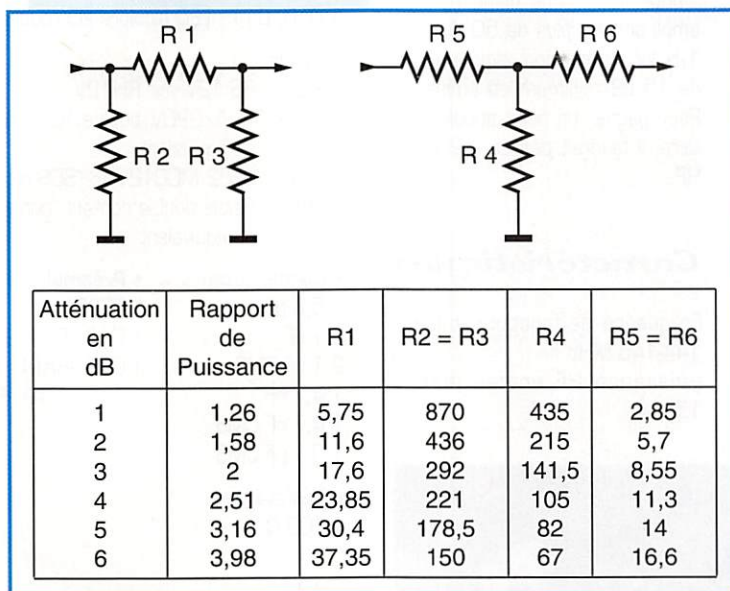 R 1
R 5
R 6
R 2
R 3
R 4
Atténuation en dB
Rapport de Puissance
R1
R2 = R3
R4
R5 = R6
1 1,26 5,75 870 435 2,85
2 1,58 11,6 436 215 5,7
3 2 17,6 292 141,5 8,55
4 2,51 23,85 221 105 11,3
5 3,16 30,4 178,5 82 14
6 3,98 37,35 150 67 16,6